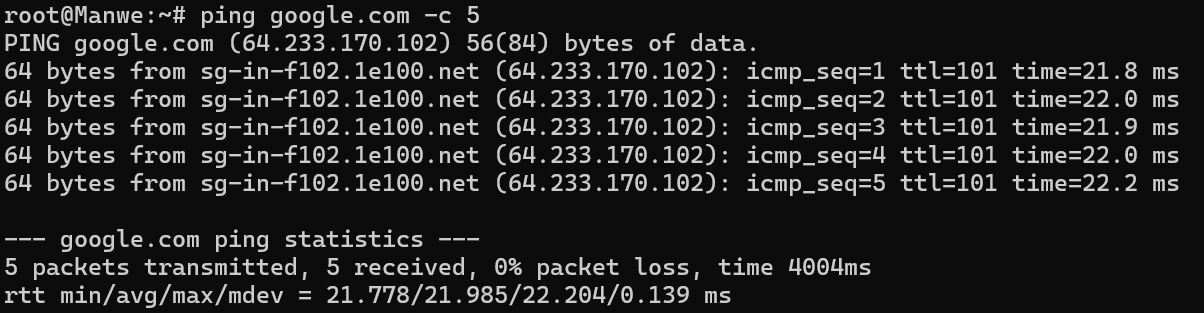 root@Manwe:~# ping google.com -c 5
PING google.com (64.233.170.102) 56(84) bytes of data.
64 bytes from sg-in-f102.1e100.net (64.233.170.102): icmp_seq=1 ttl=101 time=21.8 ms
64 bytes from sg-in-f102.1e100.net (64.233.170.102): icmp_seq=2 ttl=101 time=22.0 ms
64 bytes from sg-in-f102.1e100.net (64.233.170.102): icmp_seq=3 ttl=101 time=21.9 ms
64 bytes from sg-in-f102.1e100.net (64.233.170.102): icmp_seq=4 ttl=101 time=22.0 ms
64 bytes from sg-in-f102.1e100.net (64.233.170.102): icmp_seq=5 ttl=101 time=22.2 ms

--- google.com ping statistics ---
5 packets transmitted, 5 received, 0% packet loss, time 4004ms
rtt min/avg/max/mdev = 21.778/21.985/22.204/0.139 ms